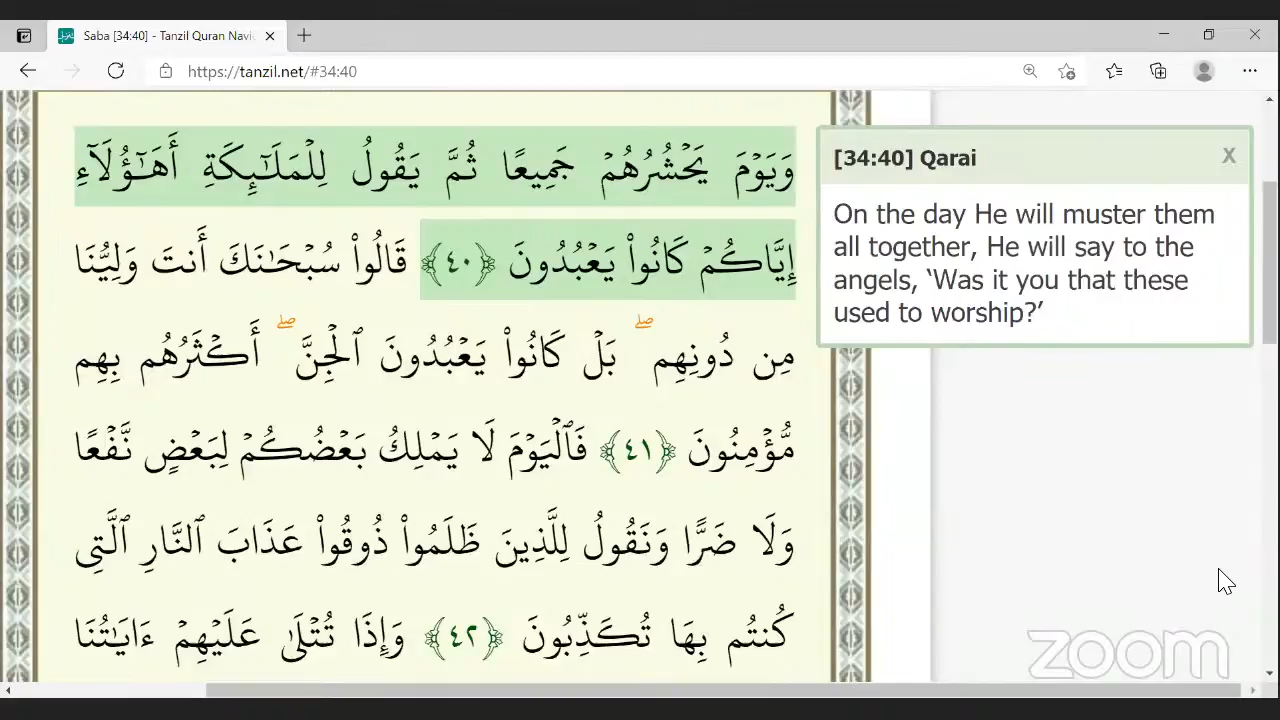 Saba [34:40] - Tanzil Quran Navi
https://tanzil.net/#34:40
وَيَوْمَ يَحْشُرُهُمْ جَمِيعًا ثُمَّ يَقُولُ لِلْمَلَـٰٓئِكَةِ أَهَـٰٓؤُلَآءِ
إِيَّاكُمْ كَانُوا۟ يَعْبُدُونَ ﴿٤٠﴾ قَالُوا۟ سُبْحَـٰنَكَ أَنتَ وَلِيُّنَا
مِن دُونِهِم ۖ بَلْ كَانُوا۟ يَعْبُدُونَ ٱلْجِنَّ ۖ أَكْثَرُهُم بِهِم
مُّؤْمِنُونَ ﴿٤١﴾ فَٱلْيَوْمَ لَا يَمْلِكُ بَعْضُكُمْ لِبَعْضٍ نَّفْعًا
وَلَا ضَرًّا وَنَقُولُ لِلَّذِينَ ظَلَمُوا۟ ذُوقُوا۟ عَذَابَ ٱلنَّارِ ٱلَّتِى
كُنتُم بِهَا تُكَذِّبُونَ ﴿٤٢﴾ وَإِذَا تُتْلَىٰ عَلَيْهِمْ ءَايَـٰتُنَا
[34:40] Qarai
X
On the day He will muster them
all together, He will say to the
angels, ‘Was it you that these
used to worship?’
zoom